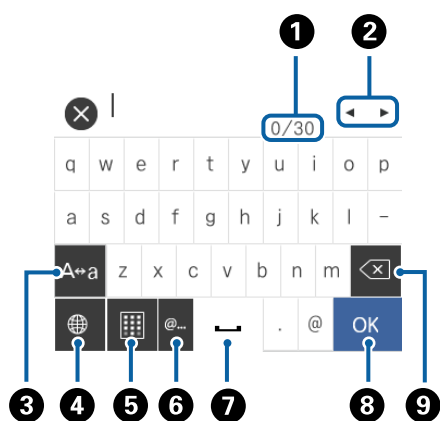 1 2
0/30
q w e r t y u i o p
a s d f g h j k l -
A↔a z x c v b n m
@... . @ OK
3 4 5 6 7 8 9